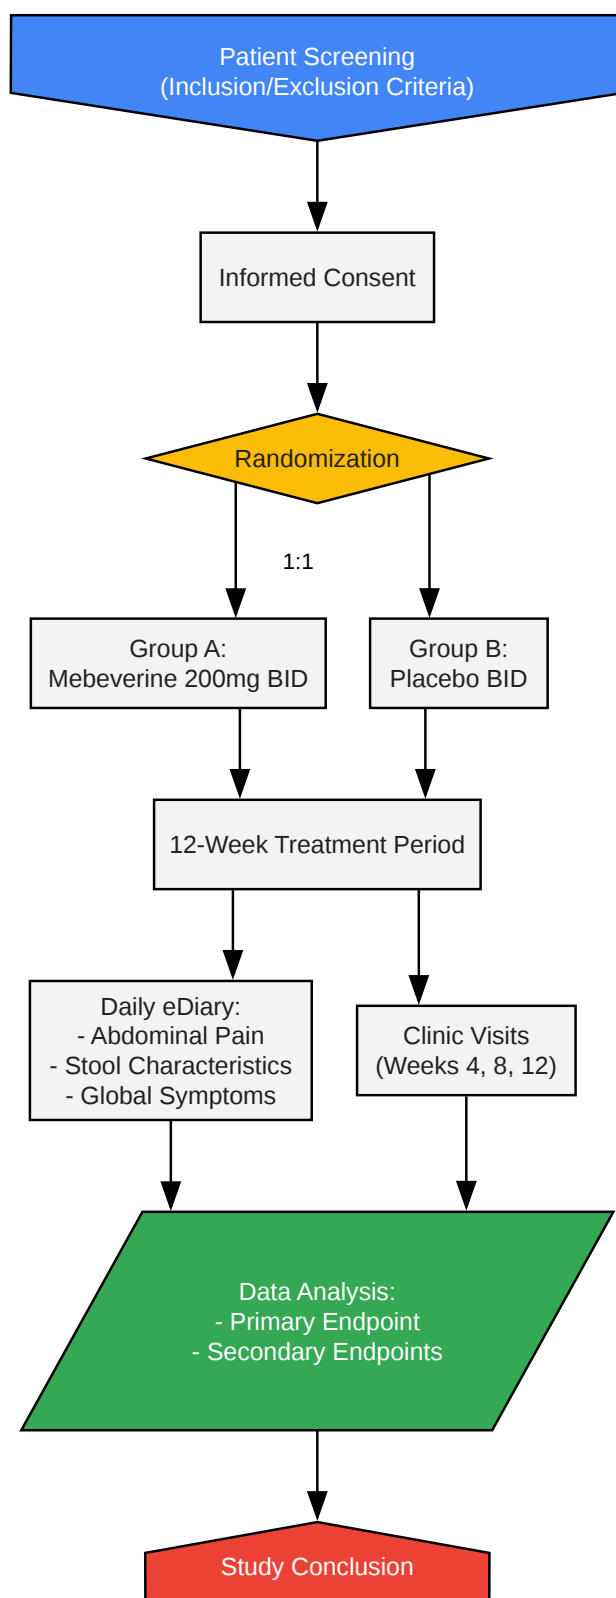 Patient Screening
(Inclusion/Exclusion Criteria)
Informed Consent
Randomization
1:1
Group A:
Mebeverine 200mg BID
Group B:
Placebo BID
12-Week Treatment Period
Daily eDiary:
- Abdominal Pain
- Stool Characteristics
- Global Symptoms
Clinic Visits
(Weeks 4, 8, 12)
Data Analysis:
- Primary Endpoint
- Secondary Endpoints
Study Conclusion